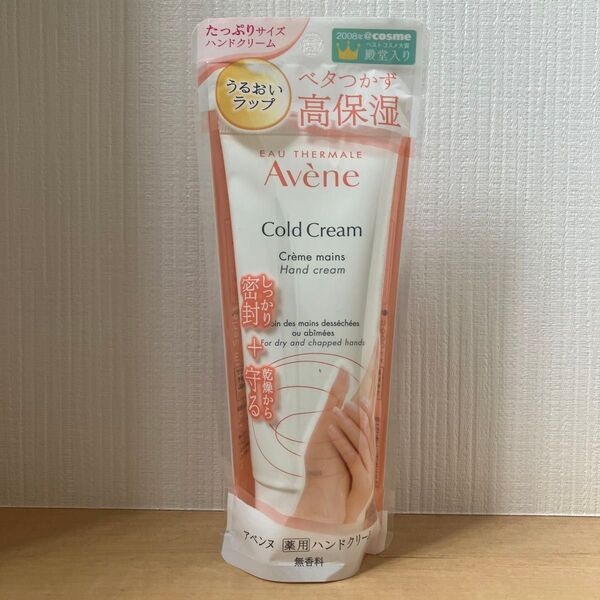 たっぷりサイズ
ハンドクリーム
2008年@cosme
ベストコスメ大賞
殿堂入り
うるおい
ラップ
ベタつかず
高保湿
EAU THERMALE
Avène
Cold Cream
Crème mains
Hand cream
しっかり
密封
+
乾燥から
守る
oin des mains desséchées
ou abîmées
For dry and chapped hands
アベンヌ 薬用 ハンドクリーム
無香料